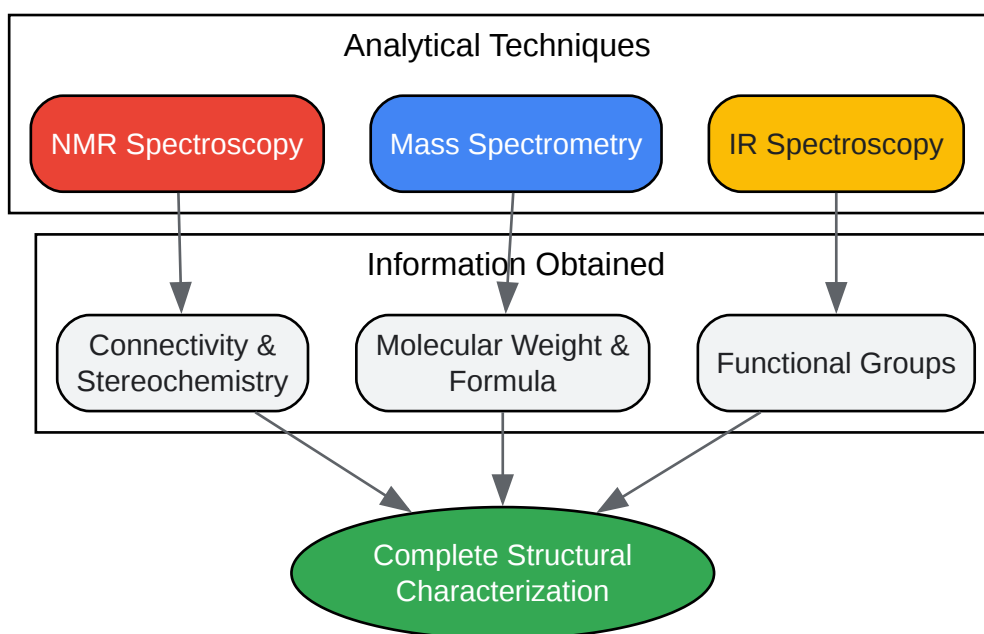 Analytical Techniques
NMR Spectroscopy
Mass Spectrometry
IR Spectroscopy
Information Obtained
Connectivity &
Stereochemistry
Molecular Weight &
Formula
Functional Groups
Complete Structural
Characterization